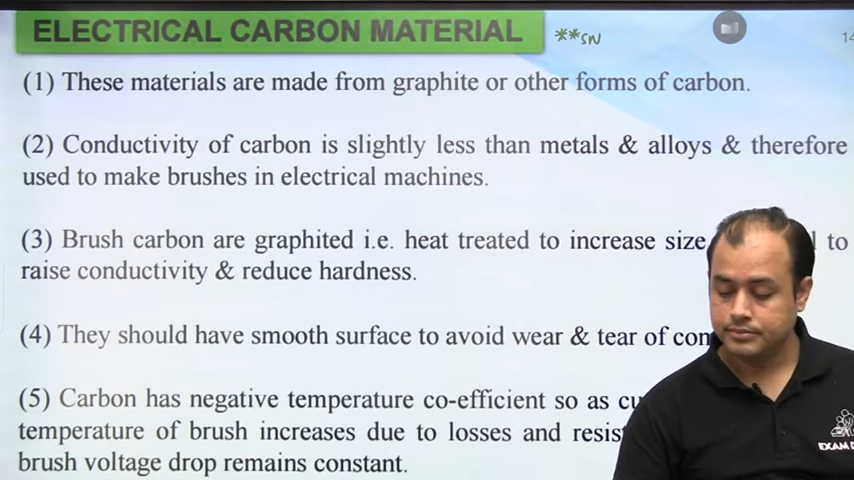 ELECTRICAL CARBON MATERIAL **SN
14
(1) These materials are made from graphite or other forms of carbon.
(2) Conductivity of carbon is slightly less than metals & alloys & therefore
used to make brushes in electrical machines.
(3) Brush carbon are graphited i.e. heat treated to increase size to
raise conductivity & reduce hardness.
(4) They should have smooth surface to avoid wear & tear of
(5) Carbon has negative temperature co-efficient so as
temperature of brush increases due to losses and
brush voltage drop remains constant.
EXAM